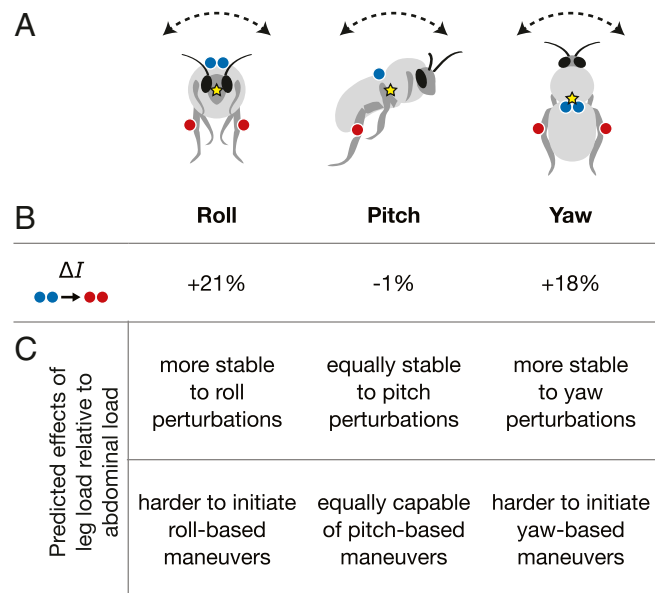 A
B
Roll
Pitch
Yaw
ΔI
+21%
-1%
+18%
C
Predicted effects of
leg load relative to
abdominal load
more stable
to roll
perturbations
equally stable
to pitch
perturbations
more stable
to yaw
perturbations
harder to initiate
roll-based
maneuvers
equally capable
of pitch-based
maneuvers
harder to initiate
yaw-based
maneuvers